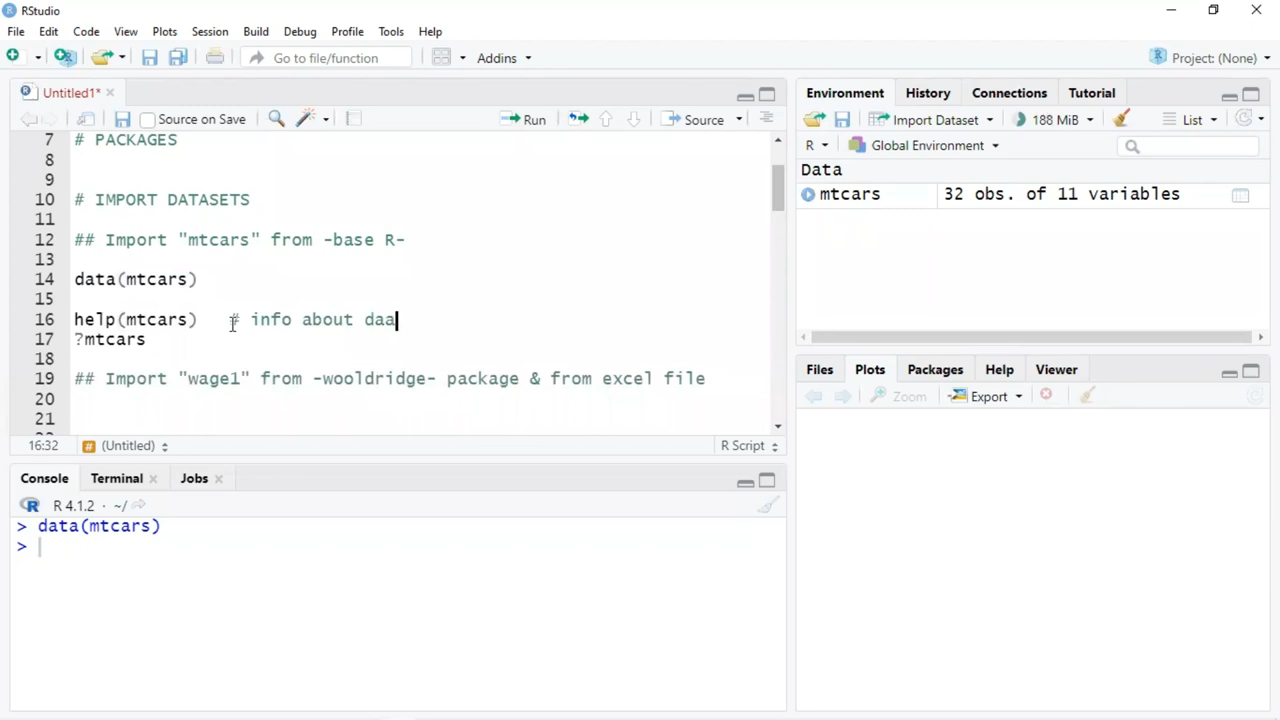 RStudio
File Edit Code View Plots Session Build Debug Profile Tools Help
Go to file/function Addins Project: (None)
Untitled1*
Source on Save Run Source
7 # PACKAGES
8
9
10 # IMPORT DATASETS
11
12 ## Import "mtcars" from -base R-
13
14 data(mtcars)
15
16 help(mtcars) # info about daa
17 ?mtcars
18
19 ## Import "wage1" from -wooldridge- package & from excel file
20
21
16:32 (Untitled) R Script
Console Terminal Jobs
R 4.1.2 · ~/
> data(mtcars)
>
Environment History Connections Tutorial
Import Dataset 188 MiB List
R Global Environment
Data
mtcars 32 obs. of 11 variables
Files Plots Packages Help Viewer
Zoom Export